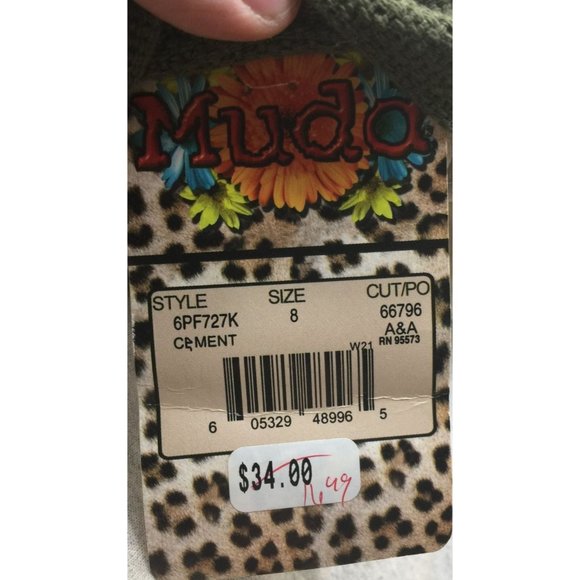 Mudd
STYLE SIZE CUT/PO
6PF727K 8 66796
CEMENT A&A RN 95573
W21
6 05329 48996 5
$34.00